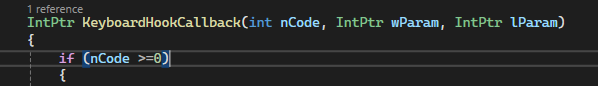 1 reference
IntPtr KeyboardHookCallback(int nCode, IntPtr wParam, IntPtr lParam)
{
if (nCode >=0)
{